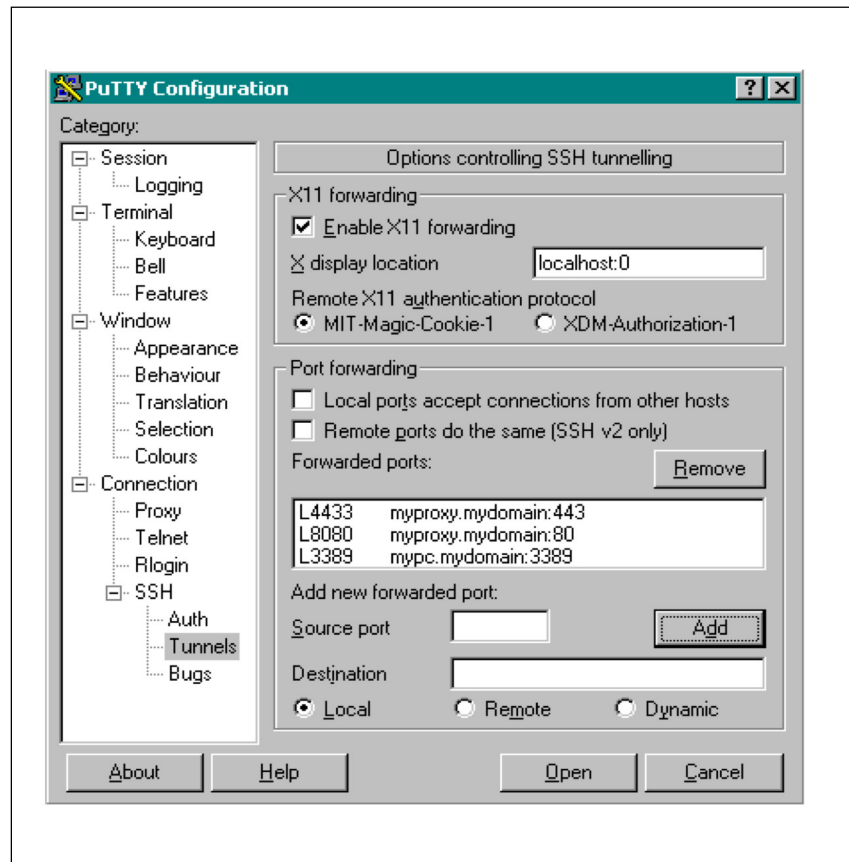 PuTTY Configuration
Category:
Session
Logging
Terminal
Keyboard
Bell
Features
Window
Appearance
Behaviour
Translation
Selection
Colours
Connection
Proxy
Telnet
Rlogin
SSH
Auth
Tunnels
Bugs
Options controlling SSH tunnelling
X11 forwarding
Enable X11 forwarding
X display location localhost:0
Remote X11 authentication protocol
MIT-Magic-Cookie-1 XDM-Authorization-1
Port forwarding
Local ports accept connections from other hosts
Remote ports do the same (SSH v2 only)
Forwarded ports: Remove
L4433 myproxy.mydomain:443
L8080 myproxy.mydomain:80
L3389 mypc.mydomain:3389
Add new forwarded port:
Source port Add
Destination
Local Remote Dynamic
About Help Open Cancel